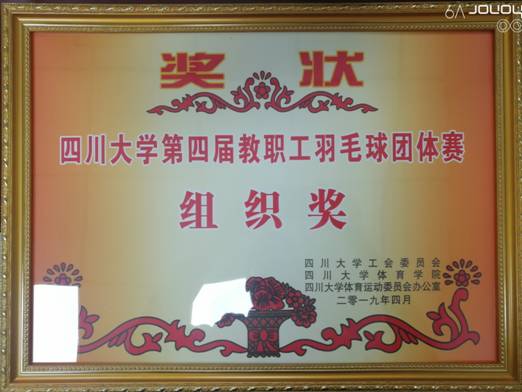 奖状
四川大学第四届教职工羽毛球团体赛
组织奖
四川大学工会委员会
四川大学体育学院
四川大学体育运动委员会办公室
二零一九年四月